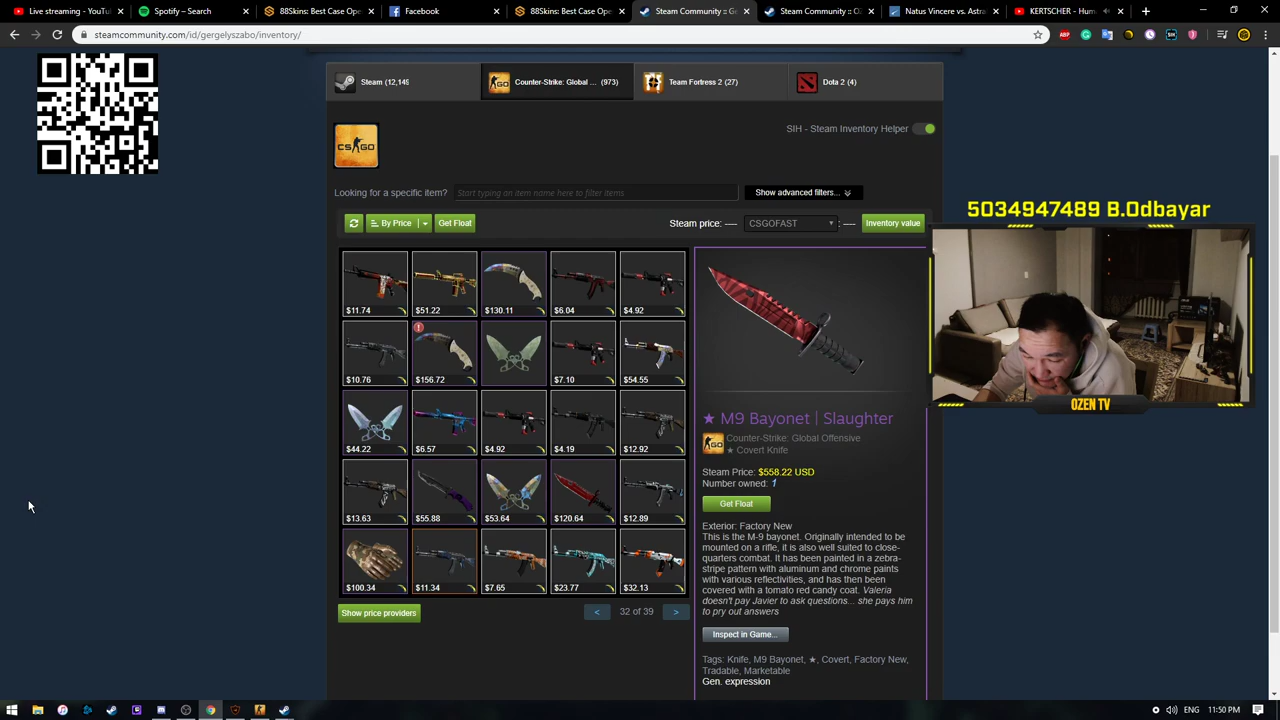 Live streaming - YouTu
Spotify – Search
88Skins: Best Case Ope
Facebook
88Skins: Best Case Ope
Steam Community :: Ge
Steam Community :: OZ
Natus Vincere vs. Astra
KERTSCHER - Hum
steamcommunity.com/id/gergelyszabo/inventory/
Steam (12,149
Counter-Strike: Global ... (973)
Team Fortress 2 (27)
Dota 2 (4)
SIH - Steam Inventory Helper
CS GO
Looking for a specific item?
Start typing an item name here to filter items
Show advanced filters...
By Price
Get Float
Steam price: ---
CSGOFAST
: ---
Inventory value
5034947489 B.Odbayar
$11.74
$51.22
$130.11
$6.04
$4.92
$10.76
$156.72
$7.10
$54.55
$44.22
$6.57
$4.92
$4.19
$12.92
$13.63
$55.88
$53.64
$120.64
$12.89
$100.34
$11.34
$7.65
$23.77
$32.13
Show price providers
<
32 of 39
>
★ M9 Bayonet | Slaughter
Counter-Strike: Global Offensive
★ Covert Knife
Steam Price: $558.22 USD
Number owned: 1
Get Float
Exterior: Factory New
This is the M-9 bayonet. Originally intended to be
mounted on a rifle, it is also well suited to close-
quarters combat. It has been painted in a zebra-
stripe pattern with aluminum and chrome paints
with various reflectivities, and has then been
covered with a tomato red candy coat. Valeria
doesn't pay Javier to ask questions... she pays him
to pry out answers
Inspect in Game...
Tags: Knife, M9 Bayonet, ★, Covert, Factory New,
Tradable, Marketable
Gen. expression
OZEN TV
ENG
11:50 PM